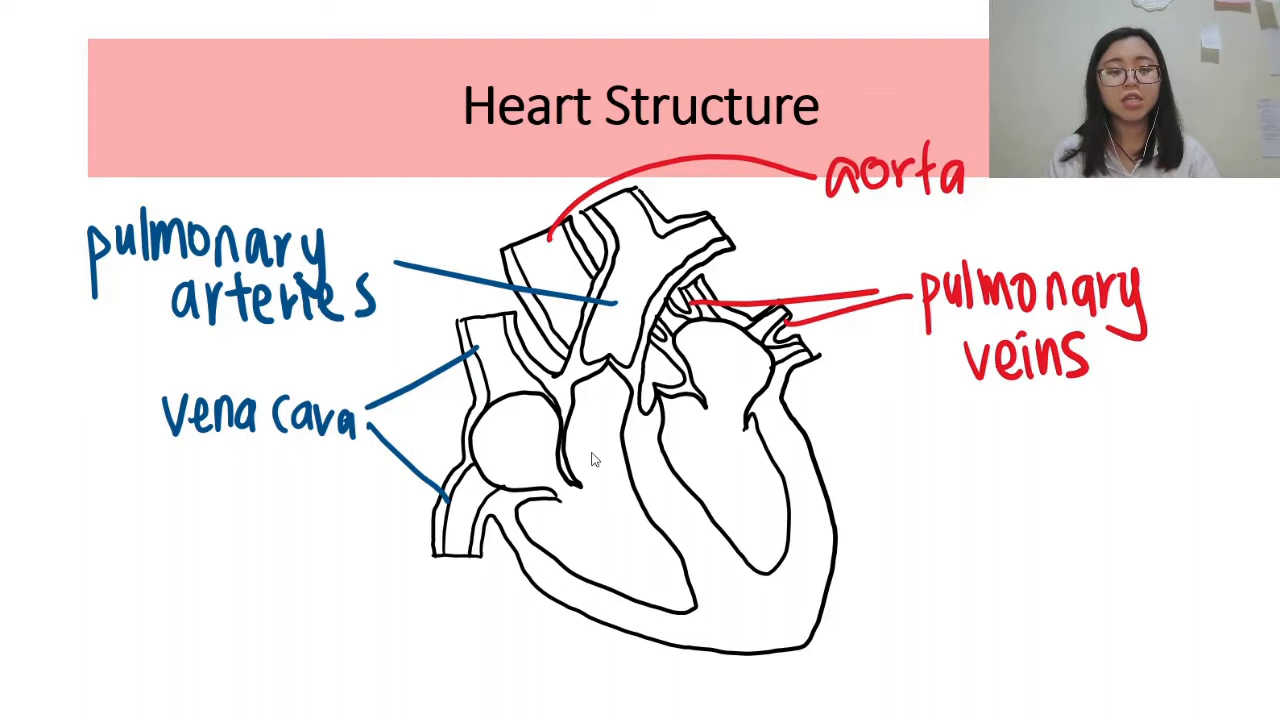 Heart Structure
aorta
pulmonary
arteries
pulmonary
veins
vena cava